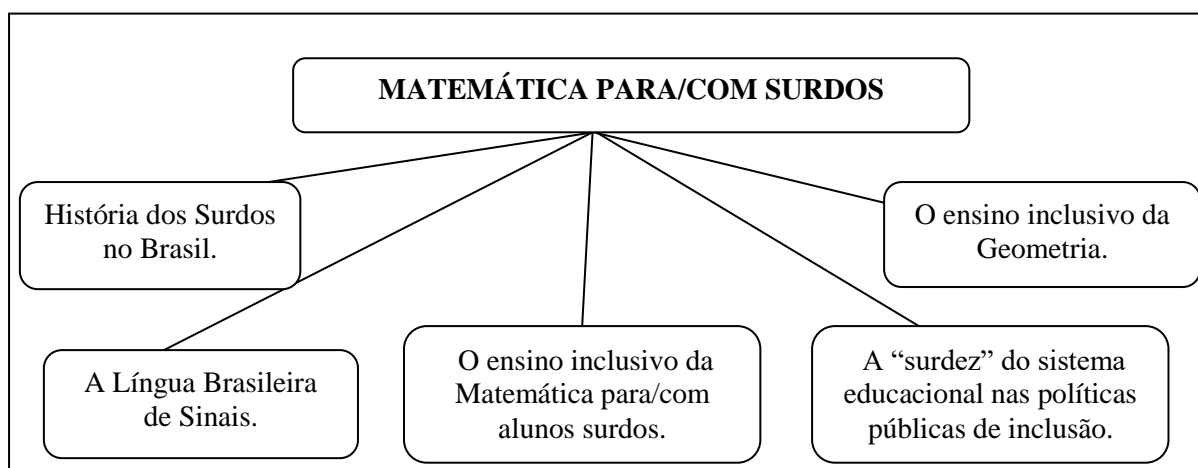 MATEMÁTICA PARA/COM SURDOS
História dos Surdos
no Brasil.
O ensino inclusivo da
Geometria.
A Língua Brasileira
de Sinais.
O ensino inclusivo da
Matemática para/com
alunos surdos.
A “surdez” do sistema
educacional nas políticas
públicas de inclusão.